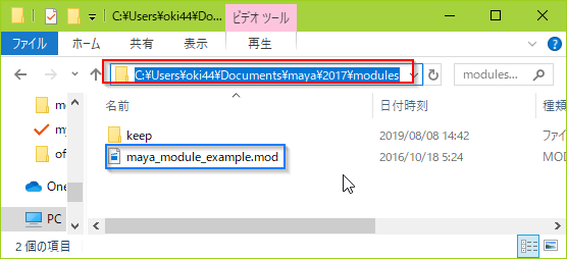 C:¥Users¥oki44¥Do... ビデオ ツール
ファイル ホーム 共有 表示 再生
C:¥Users¥oki44¥Documents¥maya¥2017¥modules
modules...
名前 日付時刻 種類
keep 2019/08/08 14:42 ファイ
maya_module_example.mod 2016/10/18 5:24 MOD
mo
my
of
One
PC
2 個の項目